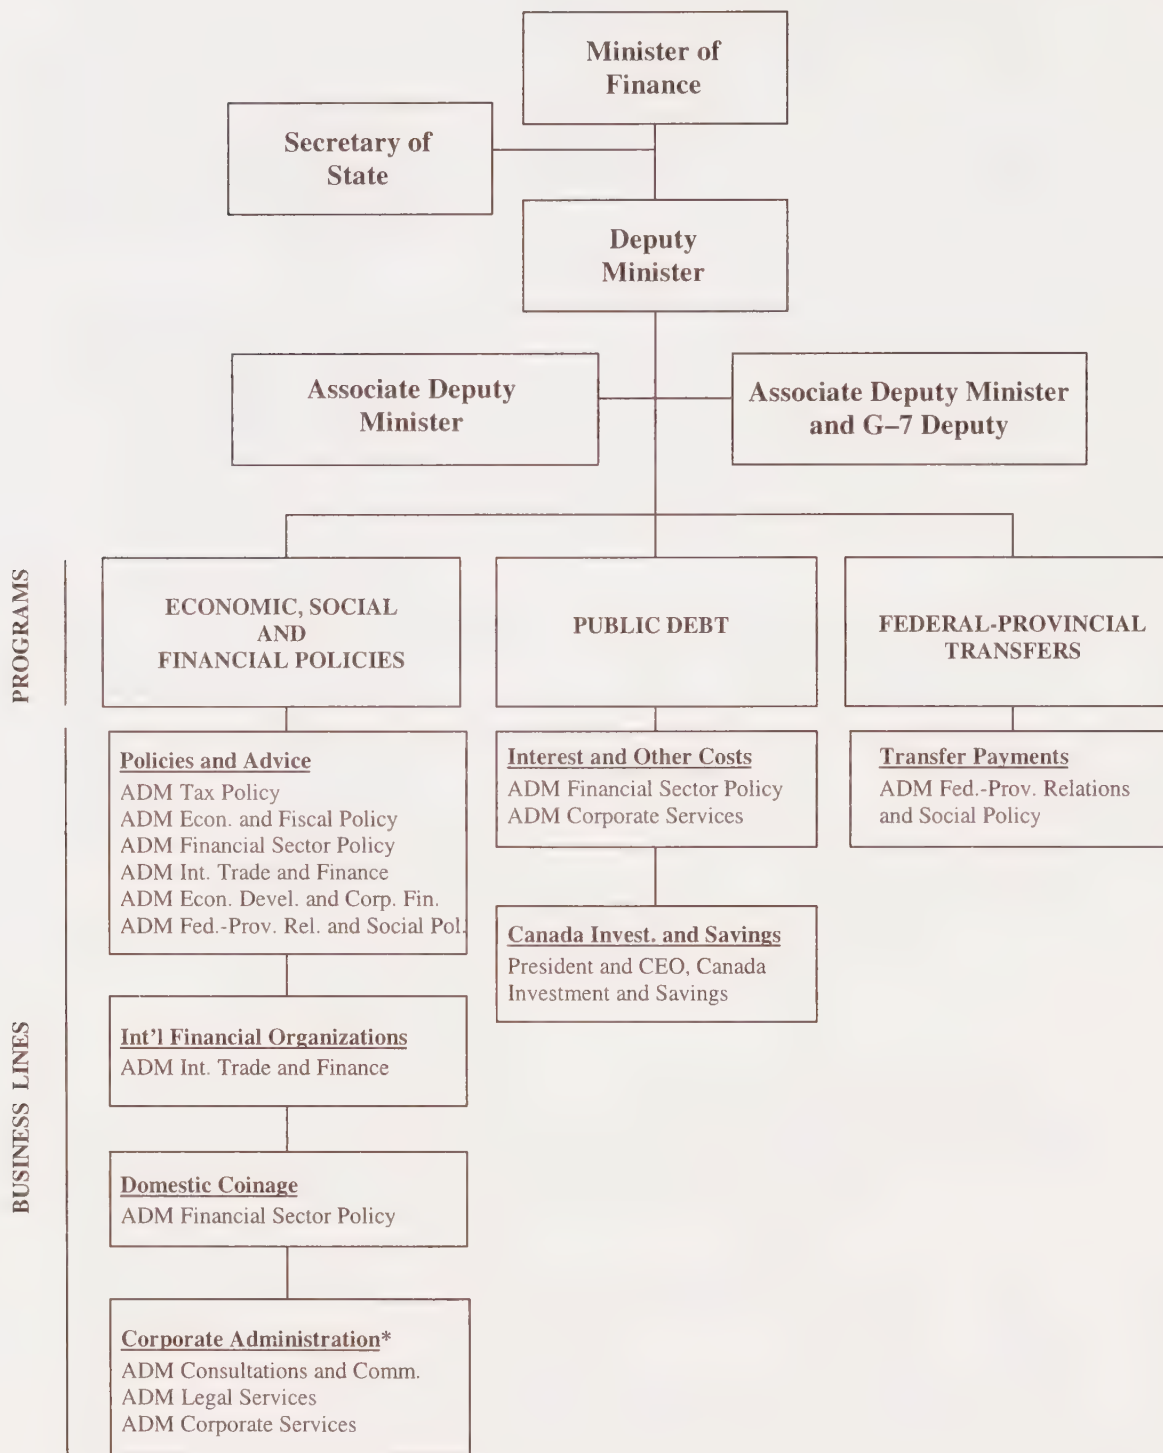 Minister of
Finance
Secretary of
State
Deputy
Minister
Associate Deputy
Minister
Associate Deputy Minister
and G–7 Deputy
PROGRAMS
ECONOMIC, SOCIAL
AND
FINANCIAL POLICIES
PUBLIC DEBT
FEDERAL-PROVINCIAL
TRANSFERS
BUSINESS LINES
Policies and Advice
ADM Tax Policy
ADM Econ. and Fiscal Policy
ADM Financial Sector Policy
ADM Int. Trade and Finance
ADM Econ. Devel. and Corp. Fin.
ADM Fed.-Prov. Rel. and Social Pol.
Int’l Financial Organizations
ADM Int. Trade and Finance
Domestic Coinage
ADM Financial Sector Policy
Corporate Administration*
ADM Consultations and Comm.
ADM Legal Services
ADM Corporate Services
Interest and Other Costs
ADM Financial Sector Policy
ADM Corporate Services
Canada Invest. and Savings
President and CEO, Canada
Investment and Savings
Transfer Payments
ADM Fed.-Prov. Relations
and Social Policy